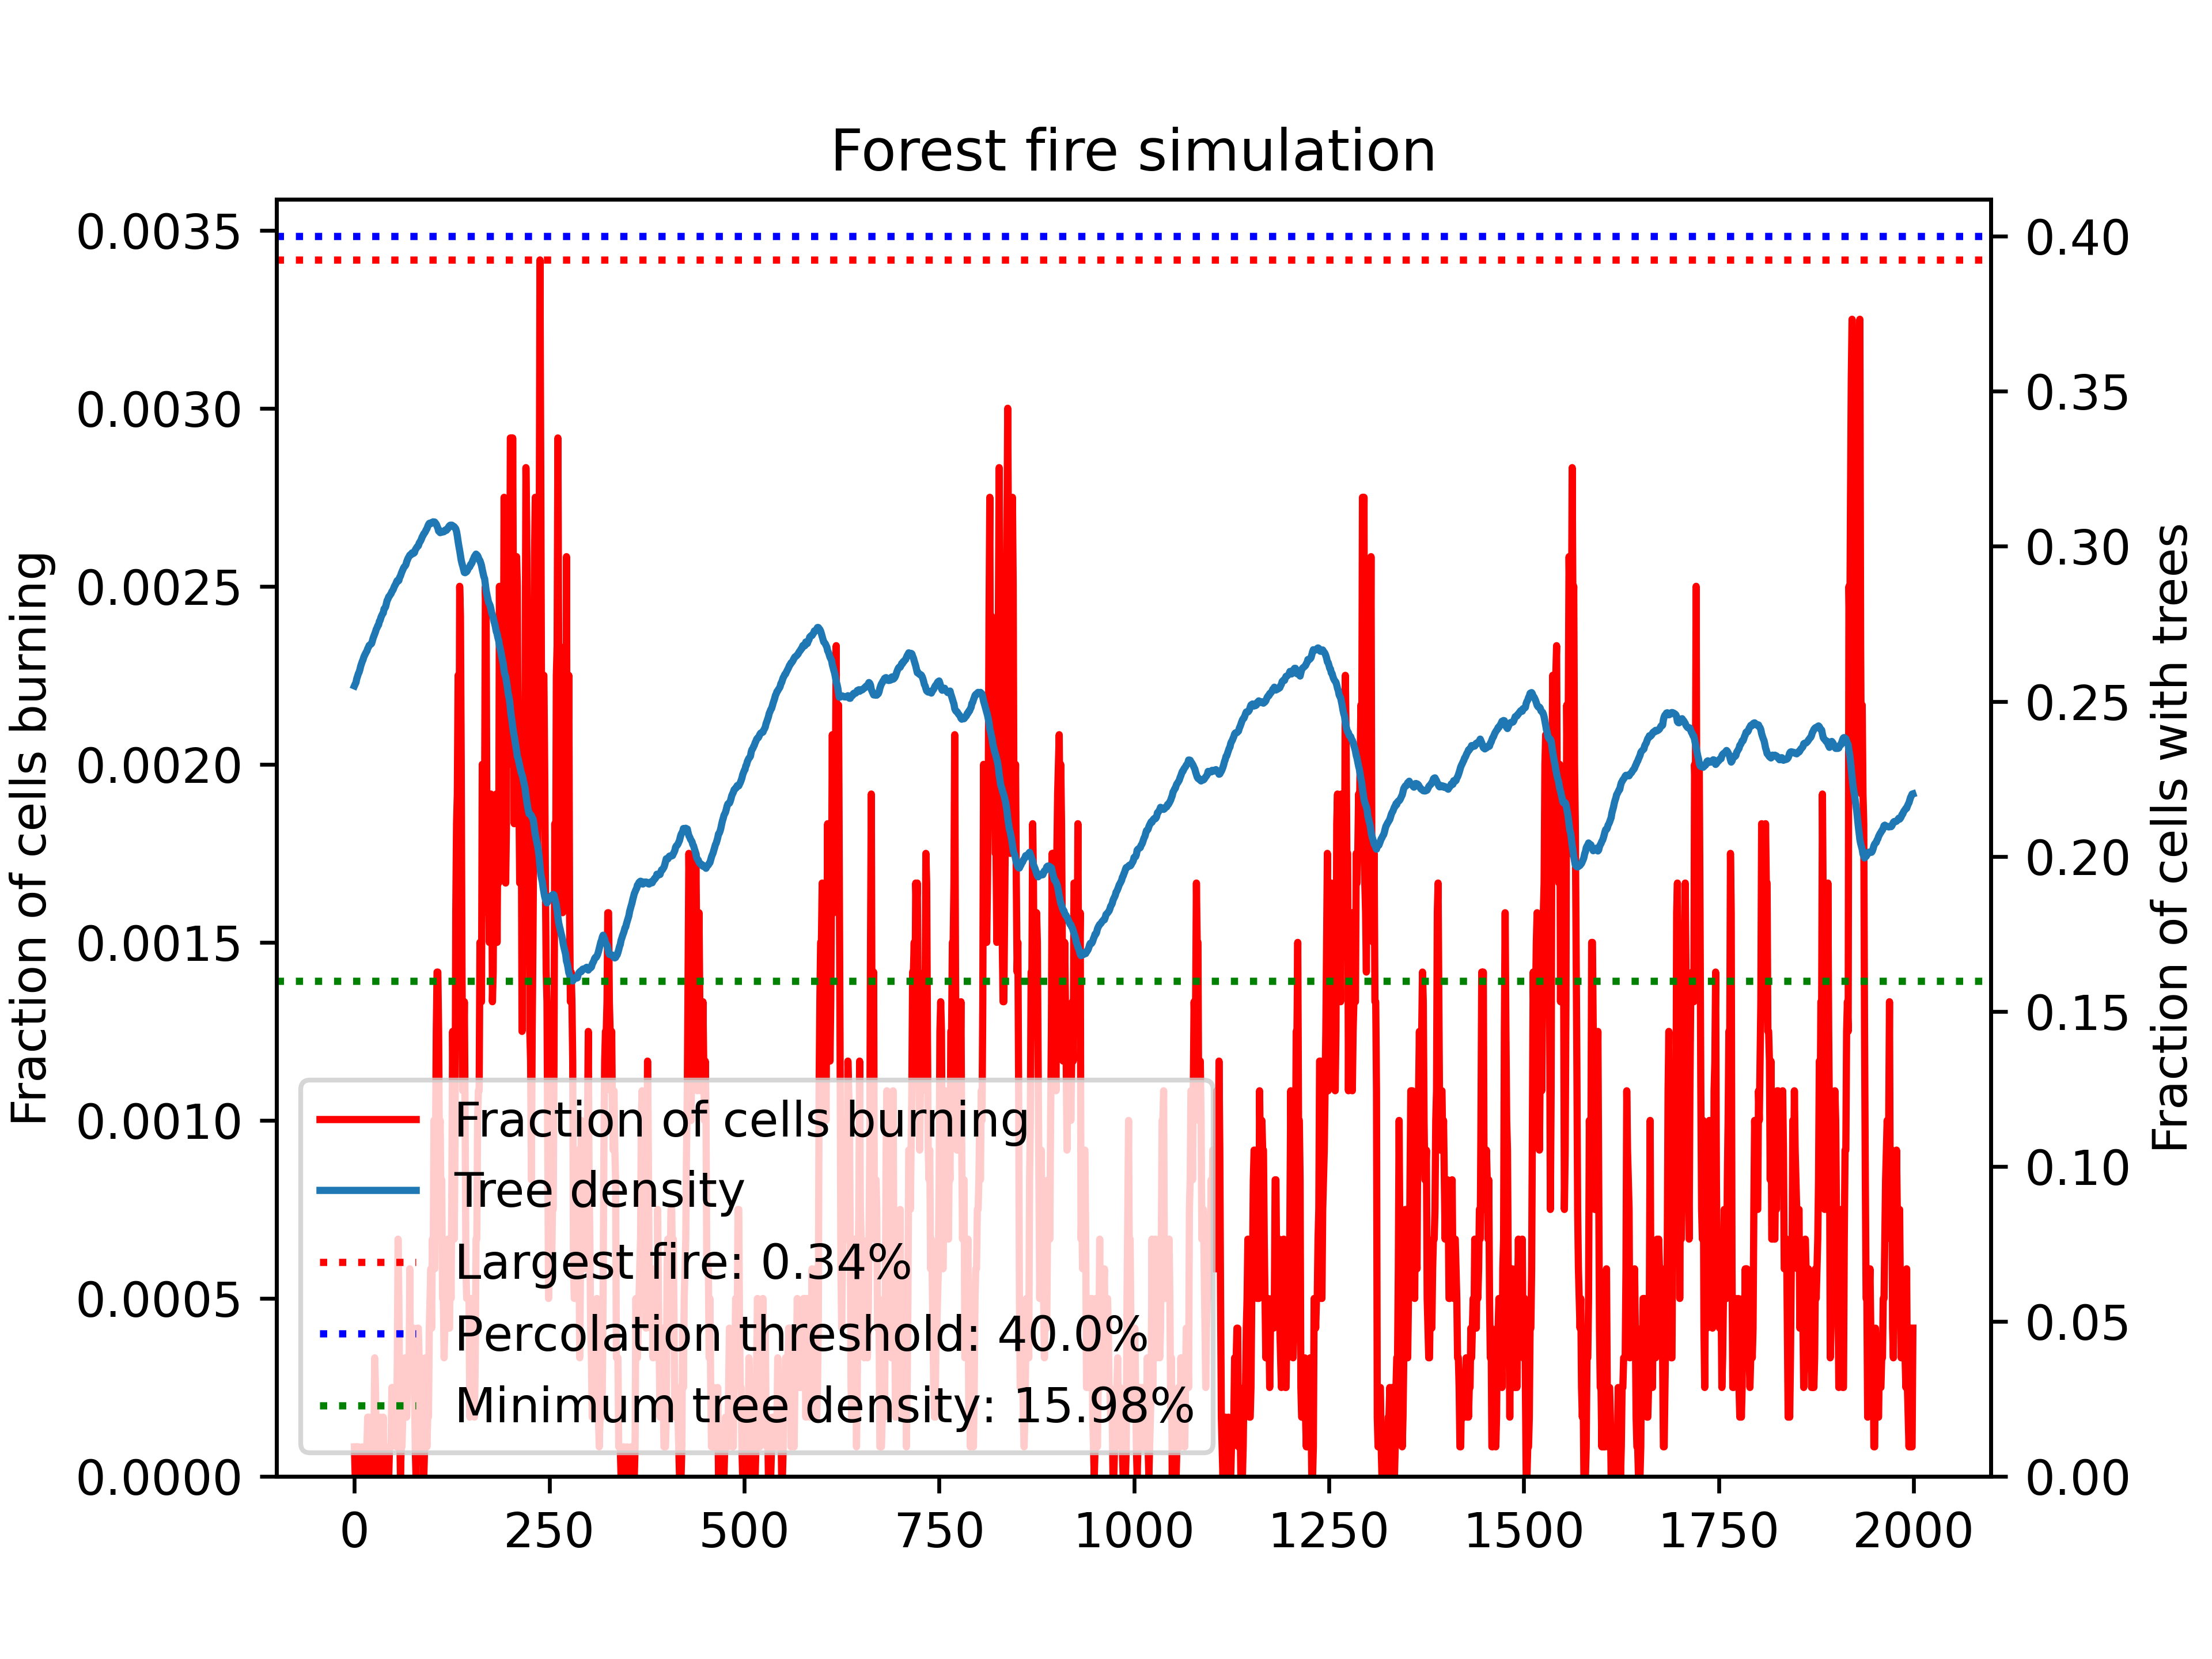 Forest fire simulation
0.0035
0.0030
0.0025
0.0020
0.0015
0.0010
0.0005
0.0000
Fraction of cells burning
0.40
0.35
0.30
0.25
0.20
0.15
0.10
0.05
0.00
Fraction of cells with trees
Fraction of cells burning
Tree density
Largest fire: 0.34%
Percolation threshold: 40.0%
Minimum tree density: 15.98%
0 250 500 750 1000 1250 1500 1750 2000